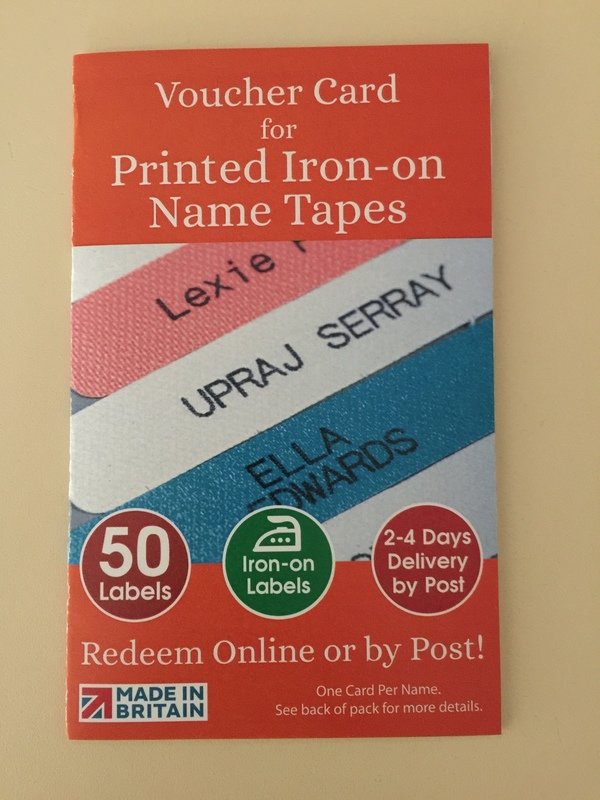 Voucher Card
for
Printed Iron-on
Name Tapes
Lexie
UPRAJ SERRAY
ELLA
EDWARDS
50
Labels
Iron-on
Labels
2-4 Days
Delivery
by Post
Redeem Online or by Post!
MADE IN
BRITAIN
One Card Per Name.
See back of pack for more details.